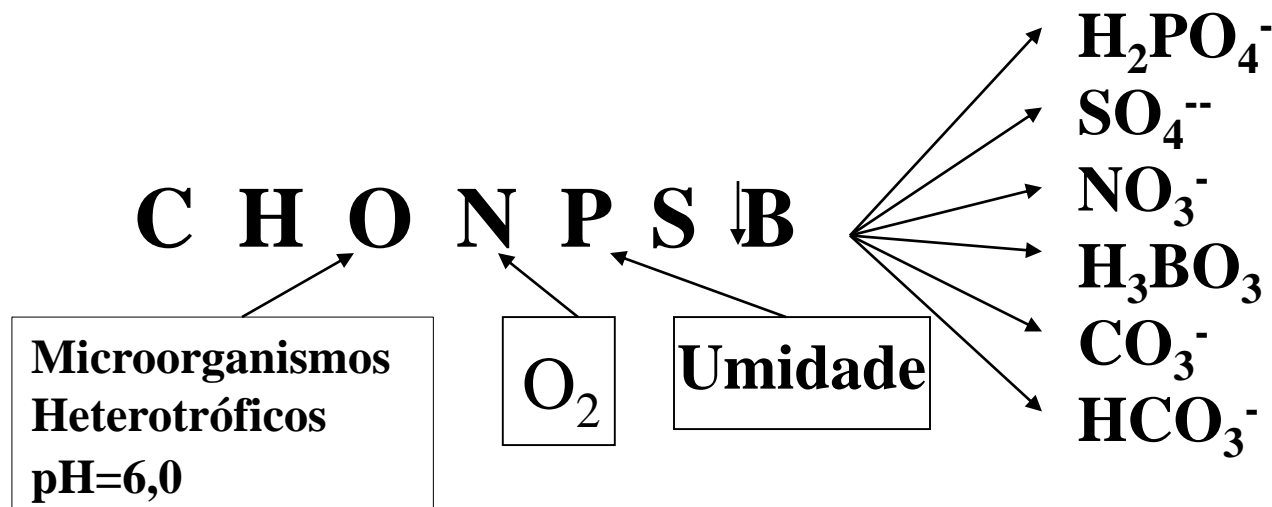 H₂PO₄⁻
SO₄⁻⁻
NO₃⁻
C H O N P S B
H₃BO₃
CO₃⁻
HCO₃⁻
Microorganismos
Heterotróficos
pH=6,0
O₂
Umidade